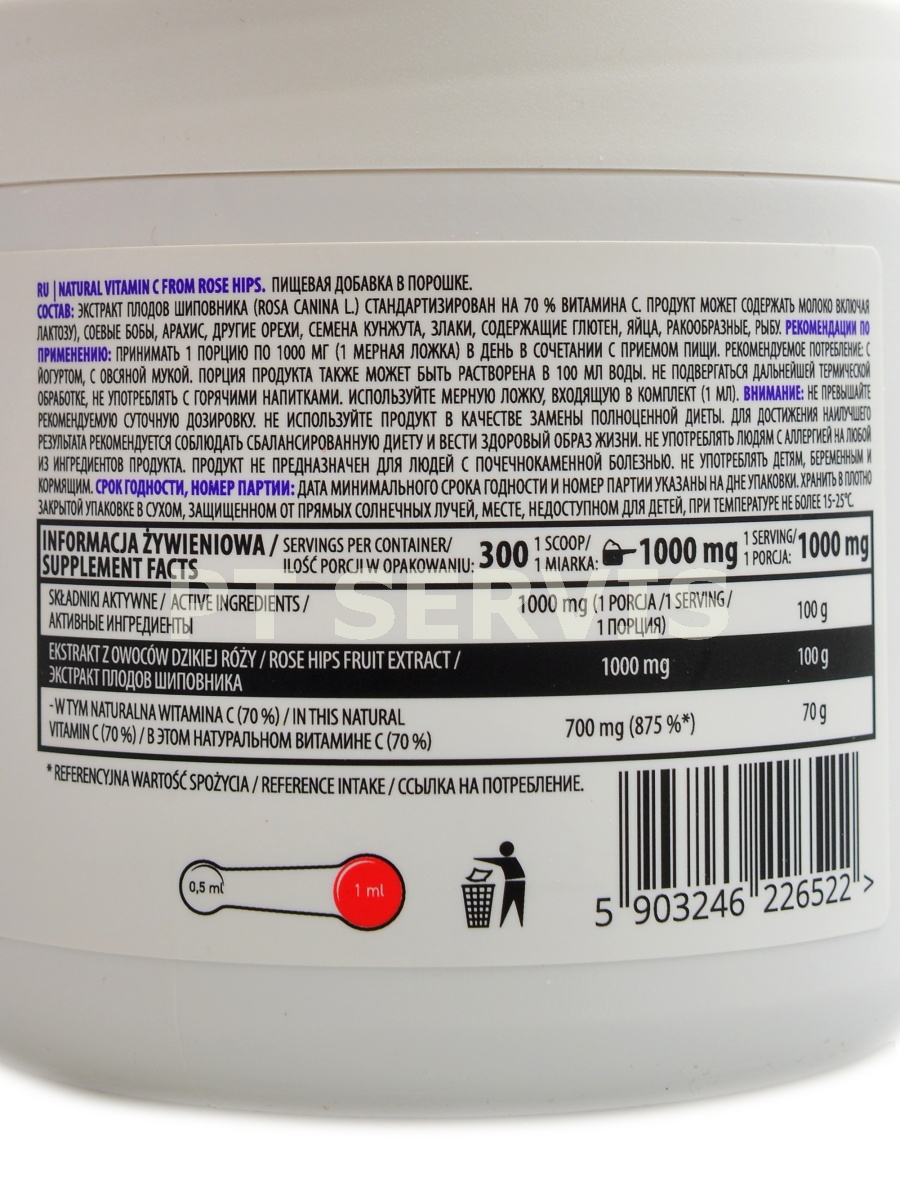 RU | NATURAL VITAMIN C FROM ROSE HIPS. ПИЩЕВАЯ ДОБАВКА В ПОРОШКЕ.
СОСТАВ: ЭКСТРАКТ ПЛОДОВ ШИПОВНИКА (ROSA CANINA L.) СТАНДАРТИЗИРОВАН НА 70 % ВИТАМИНА C. ПРОДУКТ МОЖЕТ СОДЕРЖАТЬ МОЛОКО ВКЛЮЧАЯ
ЛАКТОЗУ), СОЕВЫЕ БОБЫ, АРАХИС, ДРУГИЕ ОРЕХИ, СЕМЕНА КУНЖУТА, ЗЛАКИ, СОДЕРЖАЩИЕ ГЛЮТЕН, ЯЙЦА, РАКООБРАЗНЫЕ, РЫБУ. РЕКОМЕНДАЦИИ ПО
ПРИМЕНЕНИЮ: ПРИНИМАТЬ 1 ПОРЦИЮ ПО 1000 МГ (1 МЕРНАЯ ЛОЖКА) В ДЕНЬ В СОЧЕТАНИИ С ПРИЕМОМ ПИЩИ. РЕКОМЕНДУЕМОЕ ПОТРЕБЛЕНИЕ: С
ЙОГУРТОМ, С ОВСЯНОЙ МУКОЙ. ПОРЦИЯ ПРОДУКТА ТАКЖЕ МОЖЕТ БЫТЬ РАСТВОРЕНА В 100 МЛ ВОДЫ. НЕ ПОДВЕРГАТЬСЯ ДАЛЬНЕЙШЕЙ ТЕРМИЧЕСКОЙ
ОБРАБОТКЕ, НЕ УПОТРЕБЛЯТЬ С ГОРЯЧИМИ НАПИТКАМИ. ИСПОЛЬЗУЙТЕ МЕРНУЮ ЛОЖКУ, ВХОДЯЩУЮ В КОМПЛЕКТ (1 МЛ). ВНИМАНИЕ: НЕ ПРЕВЫШАЙТЕ
РЕКОМЕНДУЕМУЮ СУТОЧНУЮ ДОЗИРОВКУ. НЕ ИСПОЛЬЗУЙТЕ ПРОДУКТ В КАЧЕСТВЕ ЗАМЕНЫ ПОЛНОЦЕННОЙ ДИЕТЫ. ДЛЯ ДОСТИЖЕНИЯ НАИЛУЧШЕГО
РЕЗУЛЬТАТА РЕКОМЕНДУЕТСЯ СОБЛЮДАТЬ СБАЛАНСИРОВАННУЮ ДИЕТУ И ВЕСТИ ЗДОРОВЫЙ ОБРАЗ ЖИЗНИ. НЕ УПОТРЕБЛЯТЬ ЛЮДЯМ С АЛЛЕРГИЕЙ НА ЛЮБОЙ
ИЗ ИНГРЕДИЕНТОВ ПРОДУКТА. ПРОДУКТ НЕ ПРЕДНАЗНАЧЕН ДЛЯ ЛЮДЕЙ С ПОЧЕЧНОКАМЕННОЙ БОЛЕЗНЬЮ. НЕ УПОТРЕБЛЯТЬ ДЕТЯМ, БЕРЕМЕННЫМ И
КОРМЯЩИМ. СРОК ГОДНОСТИ, НОМЕР ПАРТИИ: ДАТА МИНИМАЛЬНОГО СРОКА ГОДНОСТИ И НОМЕР ПАРТИИ УКАЗАНЫ НА ДНЕ УПАКОВКИ. ХРАНИТЬ В ПЛОТНО
ЗАКРЫТОЙ УПАКОВКЕ В СУХОМ, ЗАЩИЩЕННОМ ОТ ПРЯМЫХ СОЛНЕЧНЫХ ЛУЧЕЙ, МЕСТЕ, НЕДОСТУПНОМ ДЛЯ ДЕТЕЙ, ПРИ ТЕМПЕРАТУРЕ НЕ БОЛЕЕ 15-25°C.
INFORMACJA ŻYWIENIOWA / SERVINGS PER CONTAINER/ 300 1 SCOOP/ 1000 mg 1 SERVING/ 1000 mg
SUPPLEMENT FACTS ILOŚĆ PORCJI W OPAKOWANIU: 1 MIARKA: 1 PORCJA:
SKŁADNIKI AKTYWNE / ACTIVE INGREDIENTS / 1000 mg (1 PORCJA /1 SERVING/ 100 g
АКТИВНЫЕ ИНГРЕДИЕНТЫ 1 ПОРЦИЯ)
EKSTRAKT Z OWOCÓW DZIKIEJ RÓŻY / ROSE HIPS FRUIT EXTRACT / 1000 mg 100 g
ЭКСТРАКТ ПЛОДОВ ШИПОВНИКА
- W TYM NATURALNA WITAMINA C (70 %) / IN THIS NATURAL 700 mg (875 %*) 70 g
VITAMIN C (70 %) / В ЭТОМ НАТУРАЛЬНОМ ВИТАМИНЕ C (70 %)
* REFERENCYJNA WARTOŚĆ SPOŻYCIA / REFERENCE INTAKE / ССЫЛКА НА ПОТРЕБЛЕНИЕ.
0,5 ml 1 ml
5 903246 226522 >
PT SERVIS